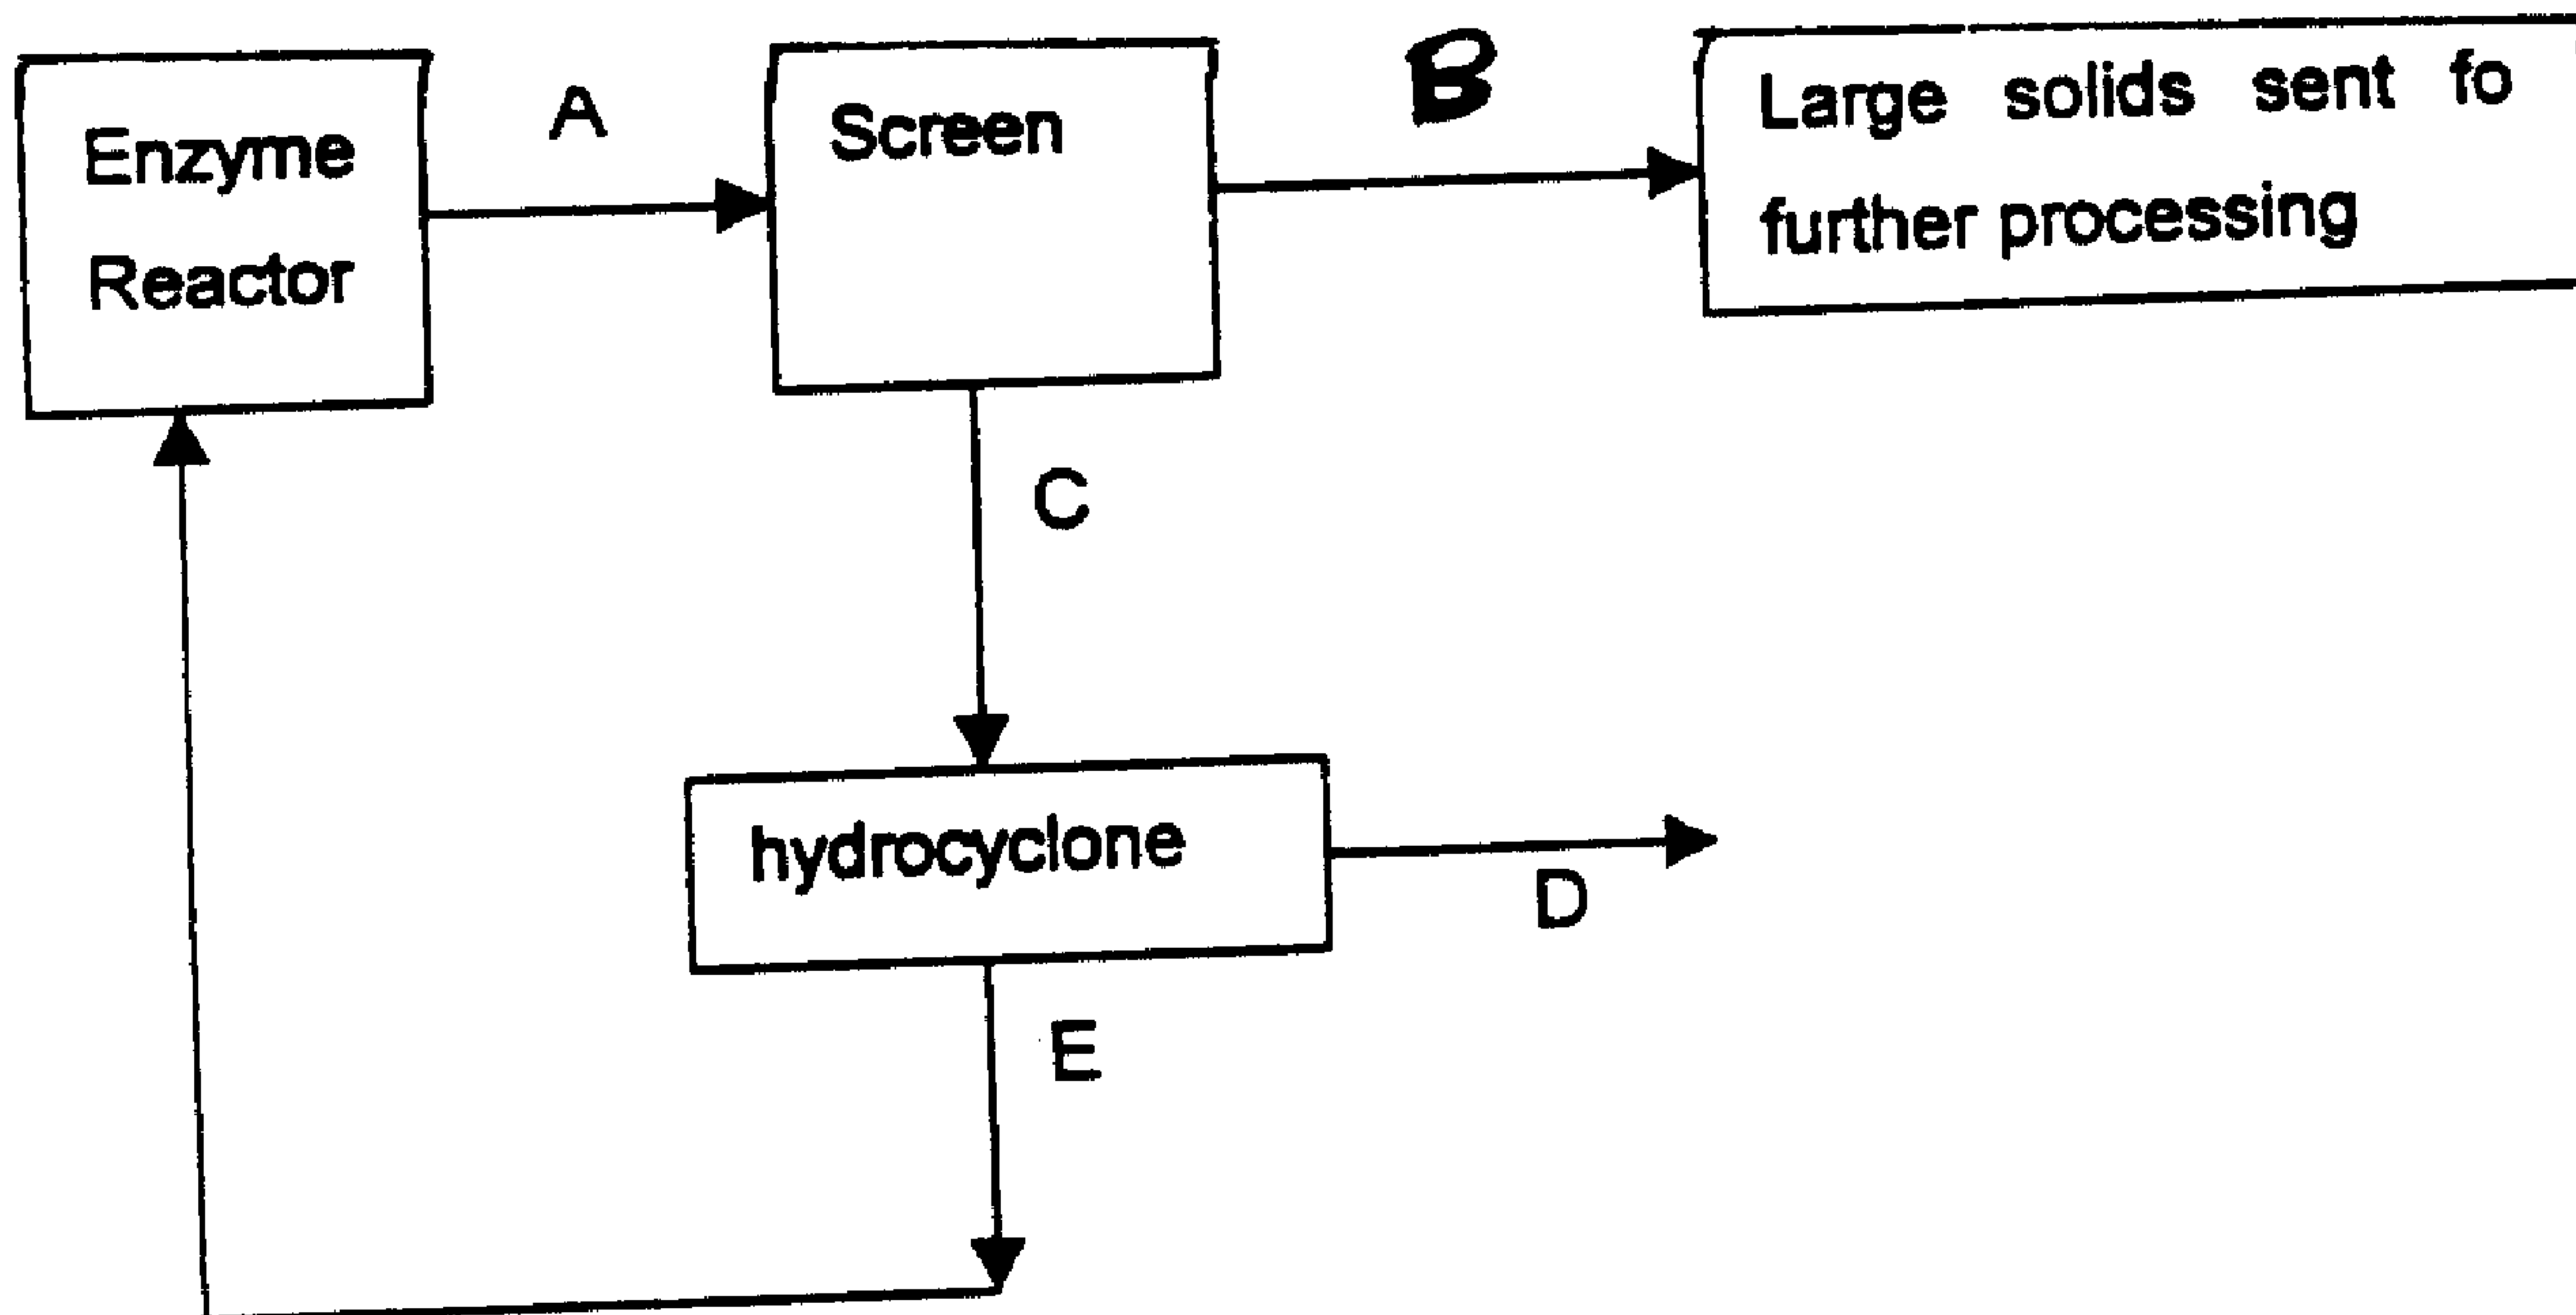 Enzyme
Reactor
A
Screen
B
Large solids sent fo
further processing
C
hydrocyclone
D
E